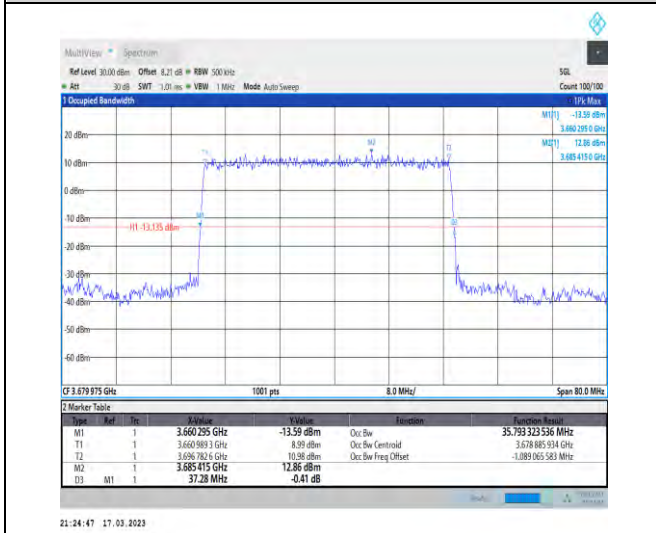 MultiView Spectrum
Ref Level 30.00 dBm Offset 8.21 dB RBW 500 kHz SGL
Att 30 dB SWT 1.01 ms VBW 1 MHz Mode Auto Sweep Count 100/100
1 Occupied Bandwidth 1Pk Max
M1[1] -13.59 dBm
3.660 295 0 GHz
20 dBm M2 M2[1] 12.86 dBm
T1 T2 3.685 415 0 GHz
10 dBm
0 dBm
-10 dBm M1 D3
H1 -13.135 dBm
-20 dBm
-30 dBm
-40 dBm
-50 dBm
-60 dBm
CF 3.679 975 GHz 1001 pts 8.0 MHz/ Span 80.0 MHz
2 Marker Table
Type Ref Trc X-Value Y-Value Function Function Result
M1 1 3.660 295 GHz -13.59 dBm Occ Bw 35.793 323 536 MHz
T1 1 3.660 989 3 GHz 8.99 dBm Occ Bw Centroid 3.678 885 934 GHz
T2 1 3.696 782 6 GHz 10.98 dBm Occ Bw Freq Offset -1.089 065 583 MHz
M2 1 3.685 415 GHz 12.86 dBm
D3 M1 1 37.28 MHz -0.41 dB
21:24:47 17.03.2023